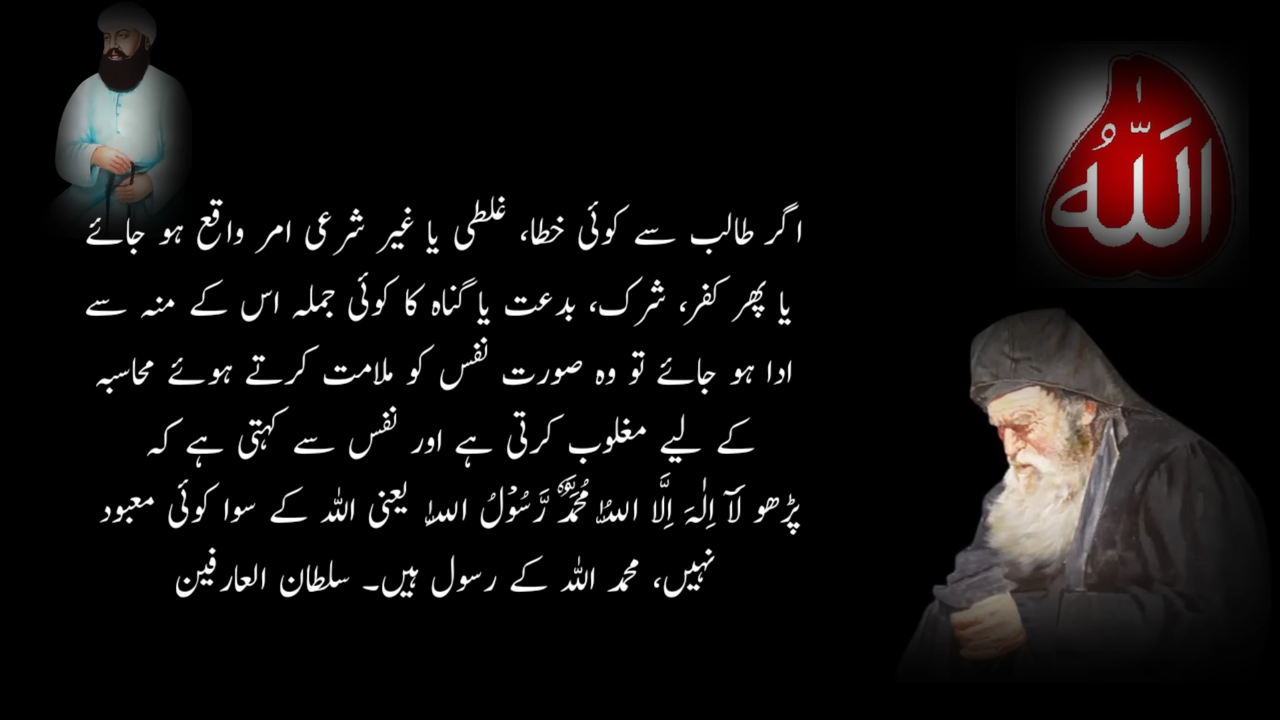 اللہ
اگر طالب سے کوئی خطا، غلطی یا غیر شرعی امر واقع ہو جائے
یا پھر کفر، شرک، بدعت یا گناہ کا کوئی جملہ اس کے منہ سے
ادا ہو جائے تو وہ صورت نفس کو ملامت کرتے ہوئے محاسبہ
کے لیے مغلوب کرتی ہے اور نفس سے کہتی ہے کہ
پڑھو لَآ اِلٰہَ اِلَّا اللہُ مُحَمَّدٌ رَّسُوْلُ اللہِ یعنی اللہ کے سوا کوئی معبود
نہیں، محمد اللہ کے رسول ہیں۔ سلطان العارفین